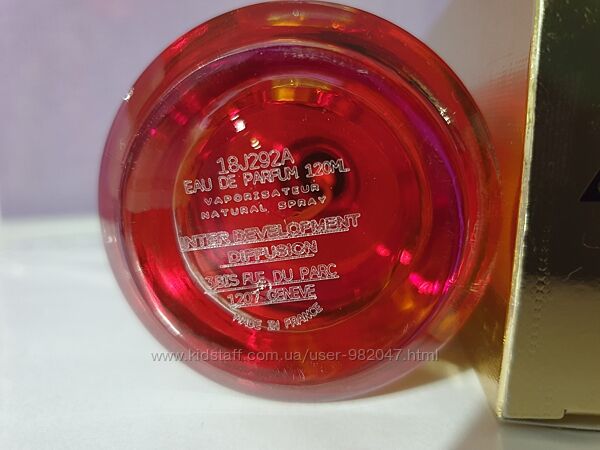 18J292A
EAU DE PARFUM 120ML
VAPORISATEUR
NATURAL SPRAY
INTER DEVELOPMENT
DIFFUSION
3BIS RUE DU PARC
1207 GENEVE
MADE IN FRANCE
www.kidstaff.com.ua/user-982047.html